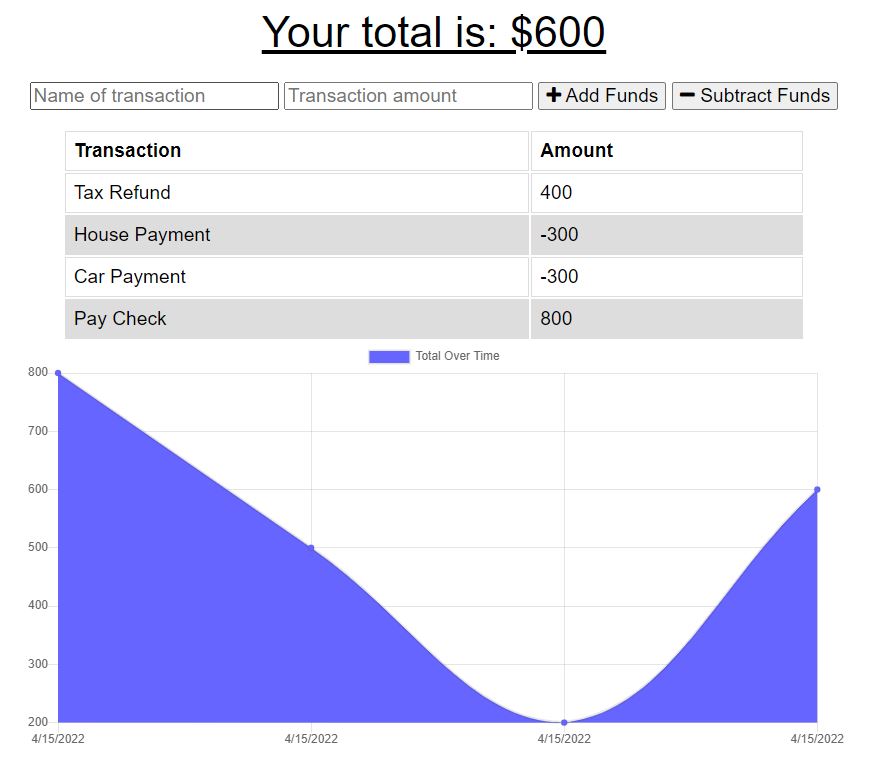 Your total is: $600
Name of transaction Transaction amount + Add Funds − Subtract Funds
Transaction Amount
Tax Refund 400
House Payment -300
Car Payment -300
Pay Check 800
Total Over Time
800
700
600
500
400
300
200
4/15/2022 4/15/2022 4/15/2022 4/15/2022